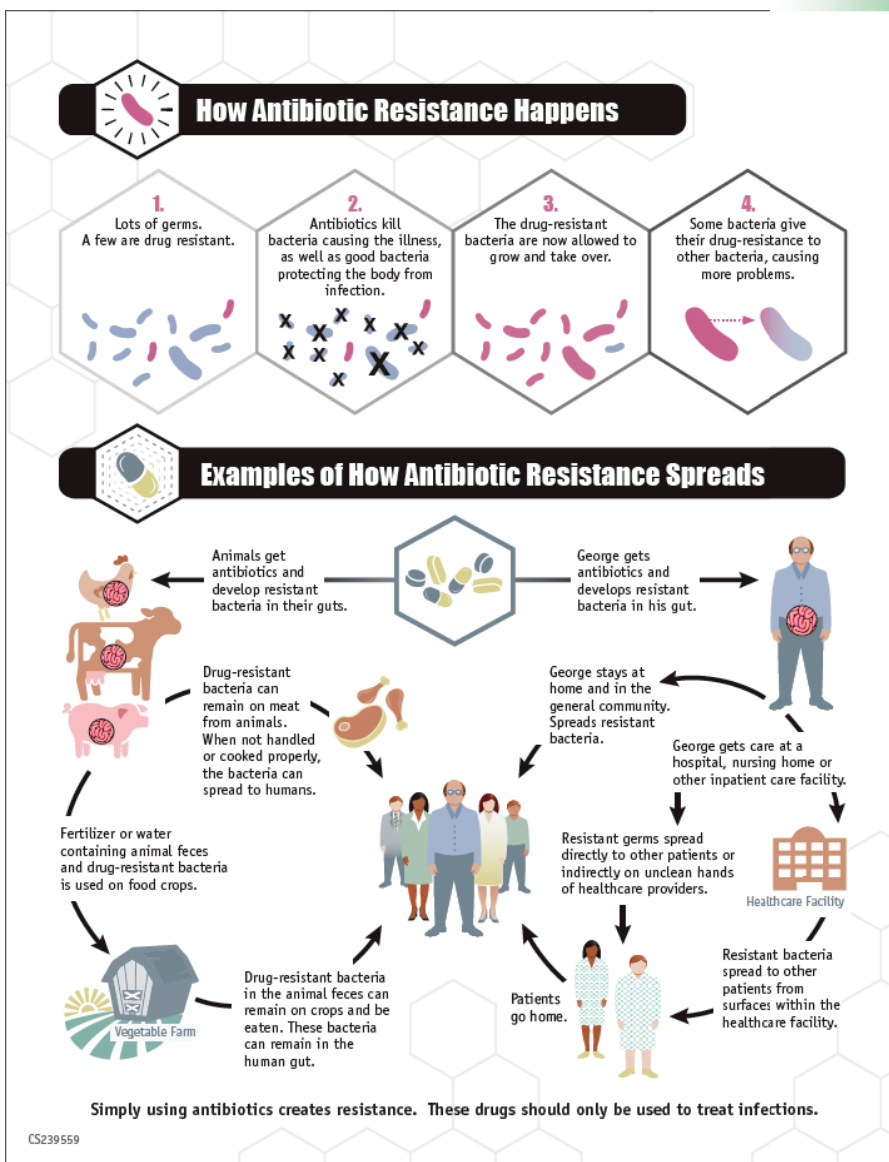 How Antibiotic Resistance Happens
1.
Lots of germs.
A few are drug resistant.
2.
Antibiotics kill
bacteria causing the illness,
as well as good bacteria
protecting the body from
infection.
3.
The drug-resistant
bacteria are now allowed to
grow and take over.
4.
Some bacteria give
their drug-resistance to
other bacteria, causing
more problems.
X X X X X X X X X X
Examples of How Antibiotic Resistance Spreads
Animals get
antibiotics and
develop resistant
bacteria in their guts.
George gets
antibiotics and
develops resistant
bacteria in his gut.
Drug-resistant
bacteria can
remain on meat
from animals.
When not handled
or cooked properly,
the bacteria can
spread to humans.
George stays at
home and in the
general community.
Spreads resistant
bacteria.
George gets care at a
hospital, nursing home or
other inpatient care facility.
Fertilizer or water
containing animal feces
and drug-resistant bacteria
is used on food crops.
Resistant germs spread
directly to other patients or
indirectly on unclean hands
of healthcare providers.
Healthcare Facility
Vegetable Farm
Drug-resistant bacteria
in the animal feces can
remain on crops and be
eaten. These bacteria
can remain in the
human gut.
Patients
go home.
Resistant bacteria
spread to other
patients from
surfaces within the
healthcare facility.
Simply using antibiotics creates resistance. These drugs should only be used to treat infections.
CS239559